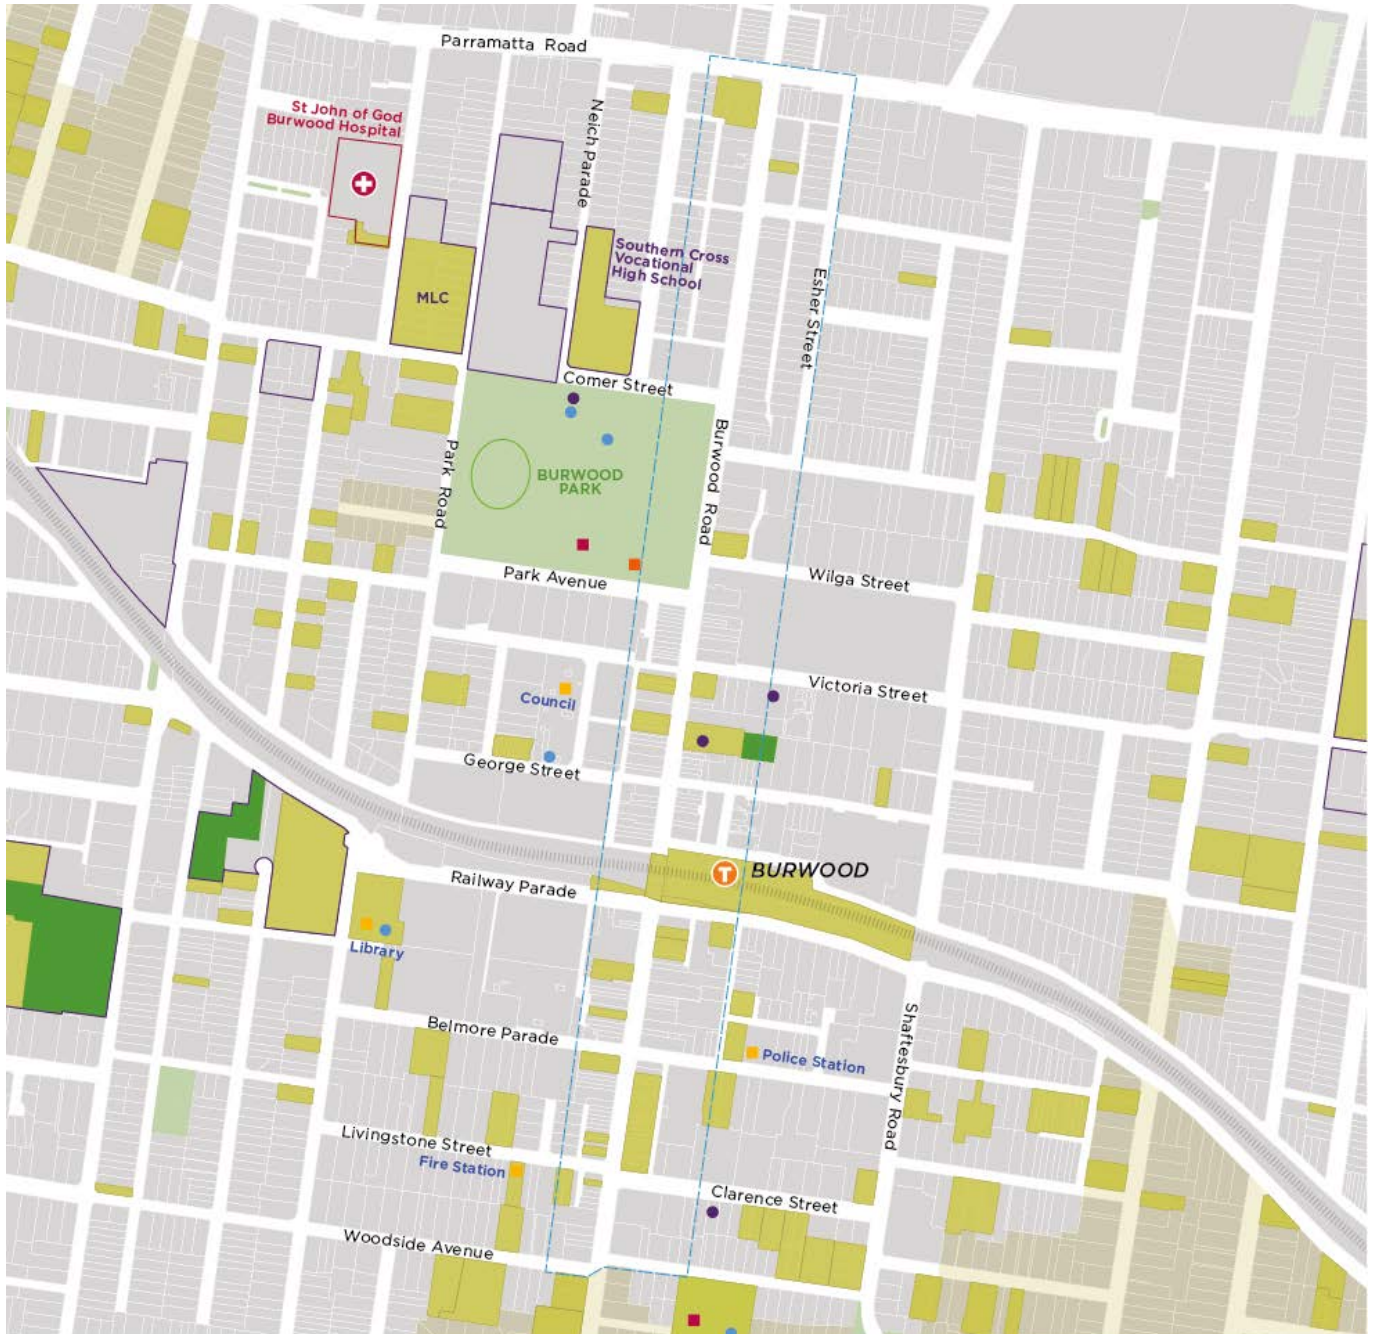 Parramatta Road
St John of God
Burwood Hospital
Neich Parade
Southern Cross
Vocational
High School
MLC
Esher Street
Comer Street
Burwood Road
Park Road
BURWOOD
PARK
Park Avenue
Wilga Street
Council
Victoria Street
George Street
T
BURWOOD
Railway Parade
Library
Belmore Parade
Police Station
Shaftesbury Road
Livingstone Street
Fire Station
Clarence Street
Woodside Avenue